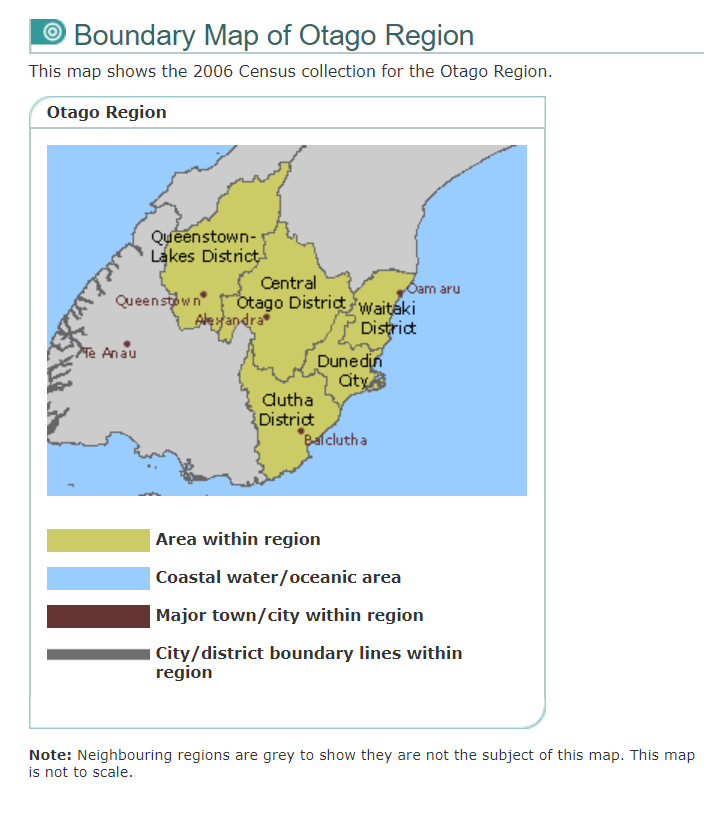 Boundary Map of Otago Region
This map shows the 2006 Census collection for the Otago Region.
Otago Region
Queenstown-
Lakes District
Central
Otago District
Queenstown
Alexandra
Oamaru
Waitaki
District
Te Anau
Dunedin
City
Clutha
District
Balclutha
Area within region
Coastal water/oceanic area
Major town/city within region
City/district boundary lines within
region
Note: Neighbouring regions are grey to show they are not the subject of this map. This map
is not to scale.